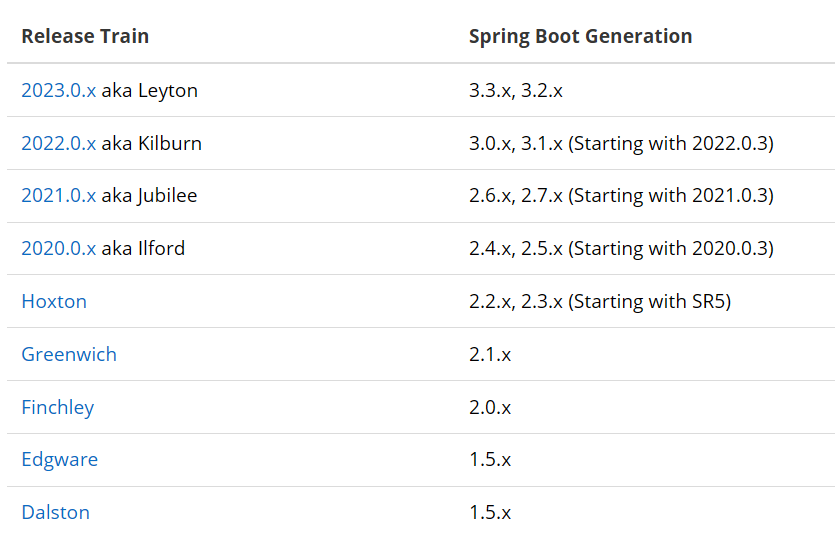 Release Train Spring Boot Generation
2023.0.x aka Leyton 3.3.x, 3.2.x
2022.0.x aka Kilburn 3.0.x, 3.1.x (Starting with 2022.0.3)
2021.0.x aka Jubilee 2.6.x, 2.7.x (Starting with 2021.0.3)
2020.0.x aka Ilford 2.4.x, 2.5.x (Starting with 2020.0.3)
Hoxton 2.2.x, 2.3.x (Starting with SR5)
Greenwich 2.1.x
Finchley 2.0.x
Edgware 1.5.x
Dalston 1.5.x